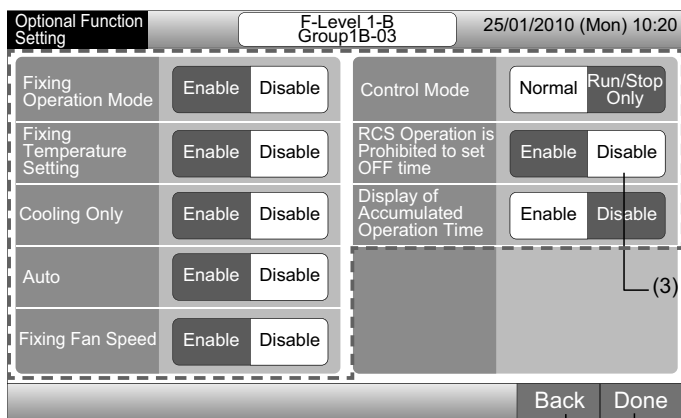 Optional Function
Setting
F-Level 1-B
Group1B-03
25/01/2010 (Mon) 10:20
Fixing
Operation Mode
Enable Disable
Fixing
Temperature
Setting
Enable Disable
Cooling Only
Enable Disable
Auto
Enable Disable
Fixing Fan Speed
Enable Disable
Control Mode
Normal Run/Stop
Only
RCS Operation is
Prohibited to set
OFF time
Enable Disable
Display of
Accumulated
Operation Time
Enable Disable
(3)
Back Done